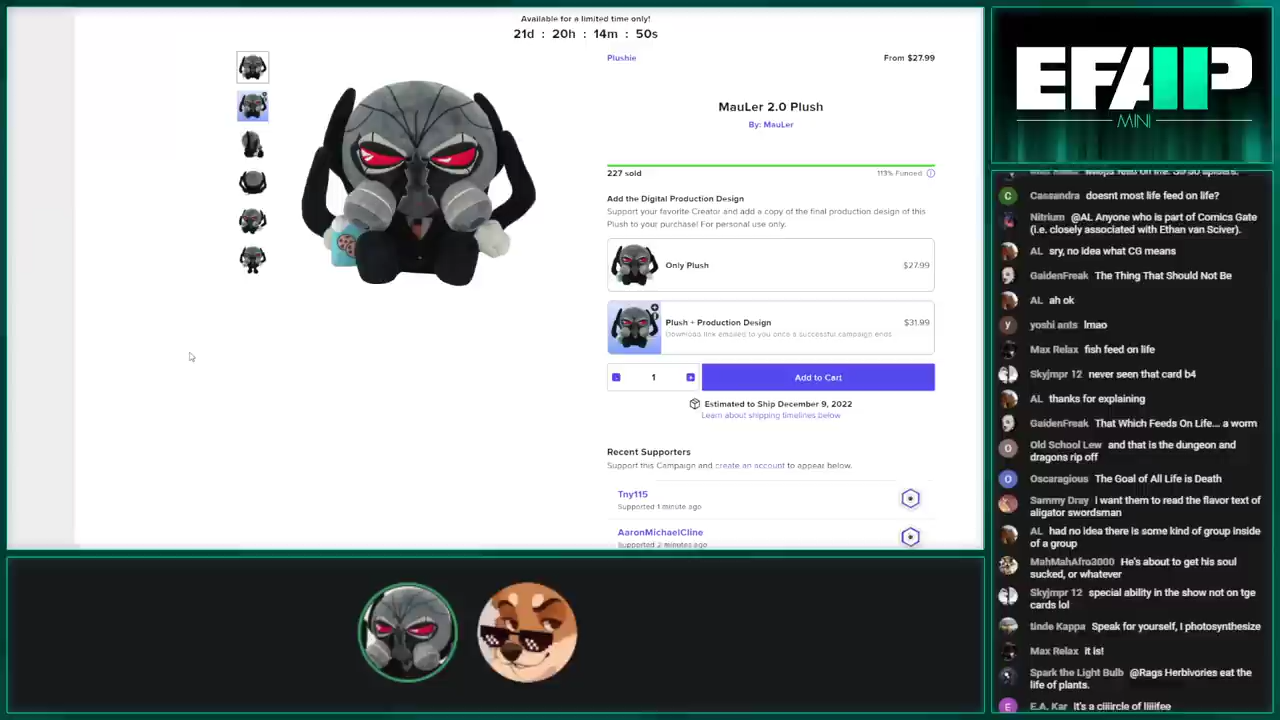 Available for a limited time only!
21d : 20h : 14m : 50s
Plushie
From $27.99
MauLer 2.0 Plush
By: MauLer
227 sold
113% Funded
Add the Digital Production Design
Support your favorite Creator and add a copy of the final production design of this
Plush to your purchase! For personal use only.
Only Plush
$27.99
Plush + Production Design
$31.99
Download link emailed to you once a successful campaign ends
- 1 +
Add to Cart
Estimated to Ship December 9, 2022
Learn about shipping timelines below
Recent Supporters
Support this Campaign and create an account to appear below.
Tny115
Supported 1 minute ago
AaronMichaelCline
Supported 2 minutes ago
EFAP
MINI
Cassandra doesnt most life feed on life?
Nitrium @AL Anyone who is part of Comics Gate
(i.e. closely associated with Ethan van Sciver).
AL sry, no idea what CG means
GaidenFreak The Thing That Should Not Be
AL ah ok
yoshi ants lmao
Max Relax fish feed on life
Skyjmpr 12 never seen that card b4
AL thanks for explaining
GaidenFreak That Which Feeds On Life... a worm
Old School Lew and that is the dungeon and
dragons rip off
Oscaragious The Goal of All Life is Death
Sammy Dray i want them to read the flavor text of
aligator swordsman
AL had no idea there is some kind of group inside
of a group
MahMahAfro3000 He's about to get his soul
sucked, or whatever
Skyjmpr 12 special ability in the show not on tge
cards lol
tinde Kappa Speak for yourself, I photosynthesize
Max Relax it is!
Spark the Light Bulb @Rags Herbivories eat the
life of plants.
E.A. Kar It's a ciiiircle of liiiifee